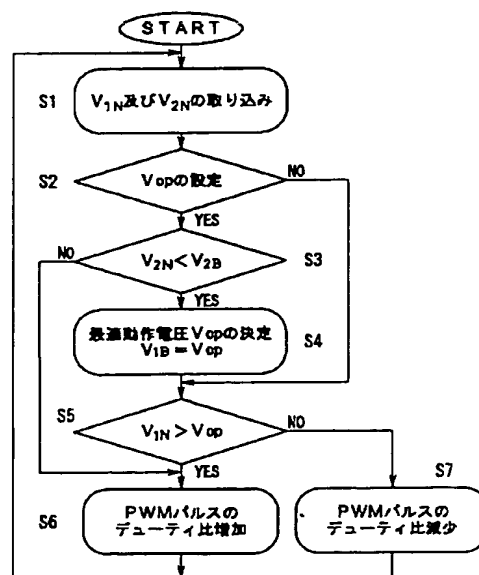 START
S1
V1N及びV2Nの取り込み
S2
Vopの設定
NO
YES
NO
V2N<V2B
S3
YES
最適動作電圧Vopの決定
V1B=Vop
S4
S5
V1N>Vop
NO
YES
S7
S6
PWMパルスの
デューティ比増加
PWMパルスの
デューティ比減少